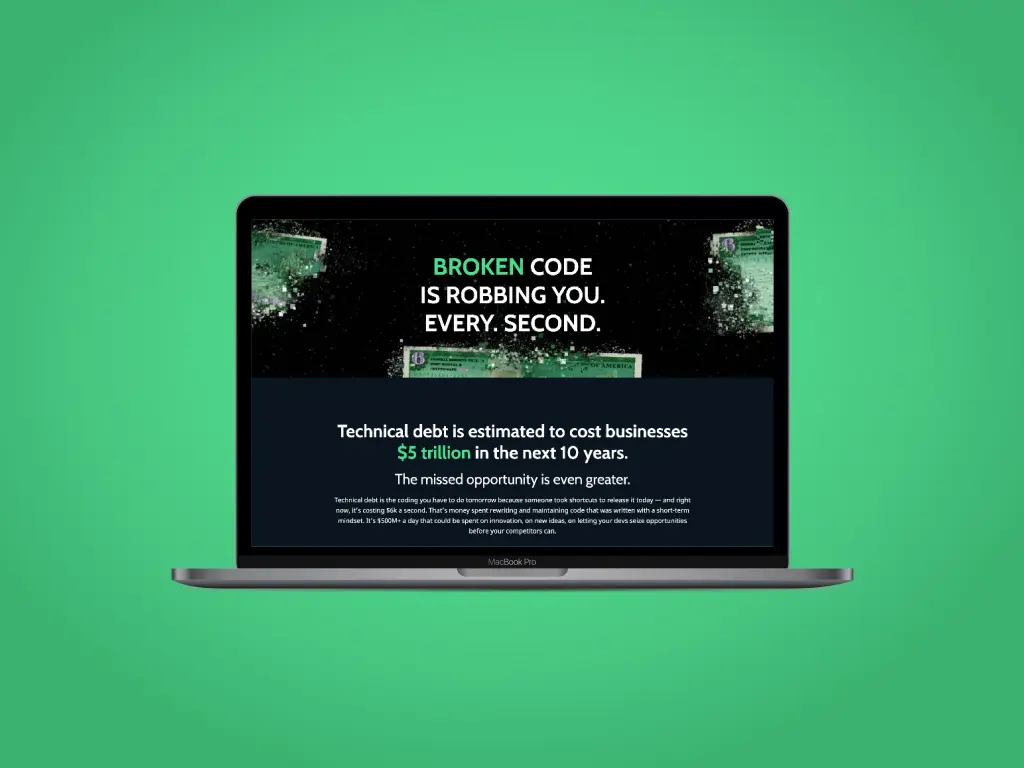 BROKEN CODE
IS ROBBING YOU.
EVERY. SECOND.
OF AMERICA
Technical debt is estimated to cost businesses
$5 trillion in the next 10 years.
The missed opportunity is even greater.
Technical debt is the coding you have to do tomorrow because someone took shortcuts to release it today — and right
now, it's costing $6k a second. That's money spent rewriting and maintaining code that was written with a short-term
mindset. It's $500M+ a day that could be spent on innovation, on new ideas, on letting your devs seize opportunities
before your competitors can.
MacBook Pro